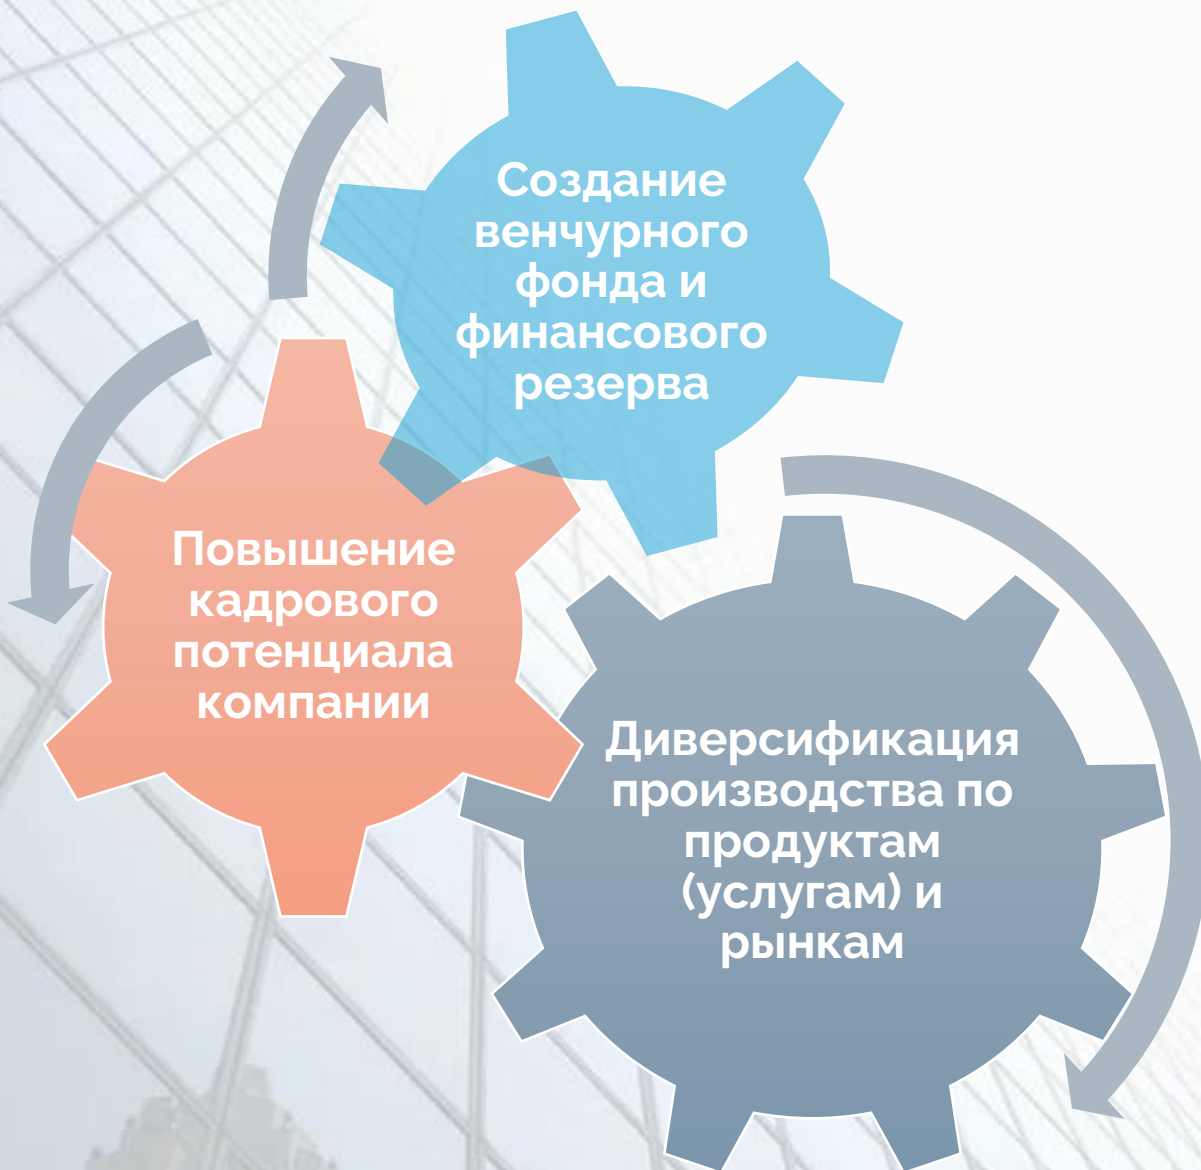 Создание
венчурного
фонда и
финансового
резерва
Повышение
кадрового
потенциала
компании
Диверсификация
производства по
продуктам
(услугам) и
рынкам